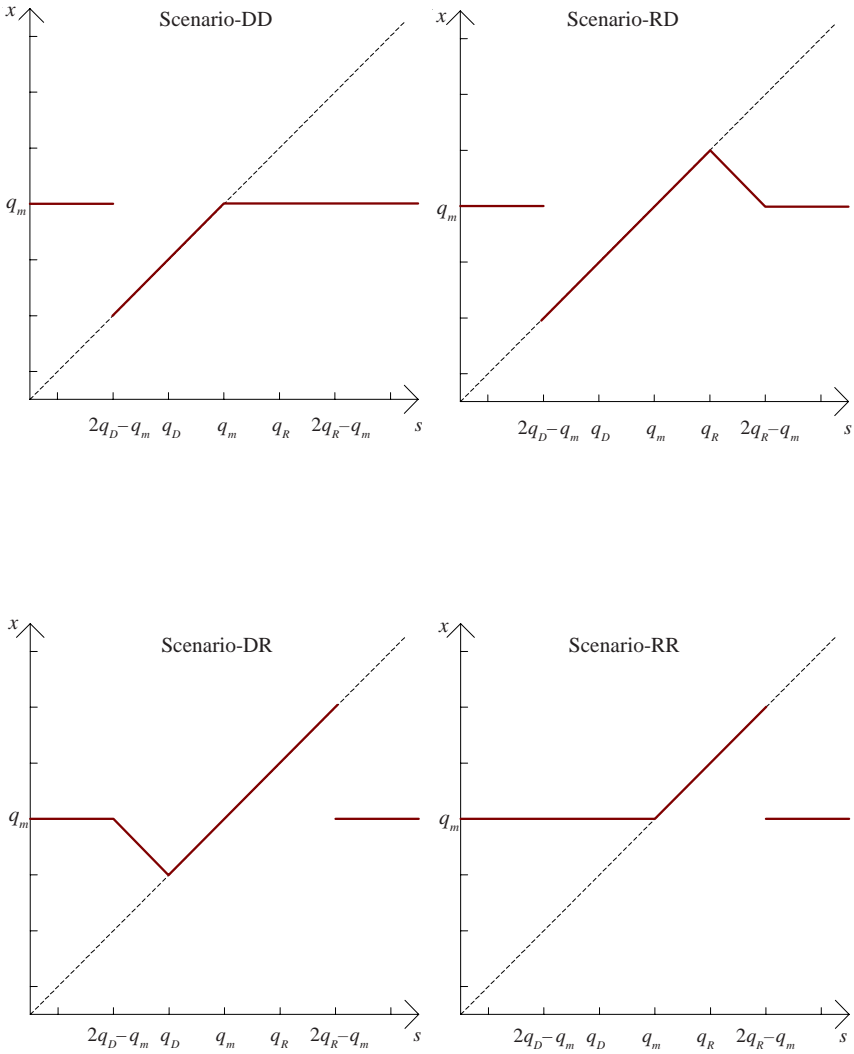 x
Scenario-DD
q_m
2q_D–q_m q_D q_m q_R 2q_R–q_m s
x
Scenario-RD
q_m
2q_D–q_m q_D q_m q_R 2q_R–q_m s
x
Scenario-DR
q_m
2q_D–q_m q_D q_m q_R 2q_R–q_m s
x
Scenario-RR
q_m
2q_D–q_m q_D q_m q_R 2q_R–q_m s